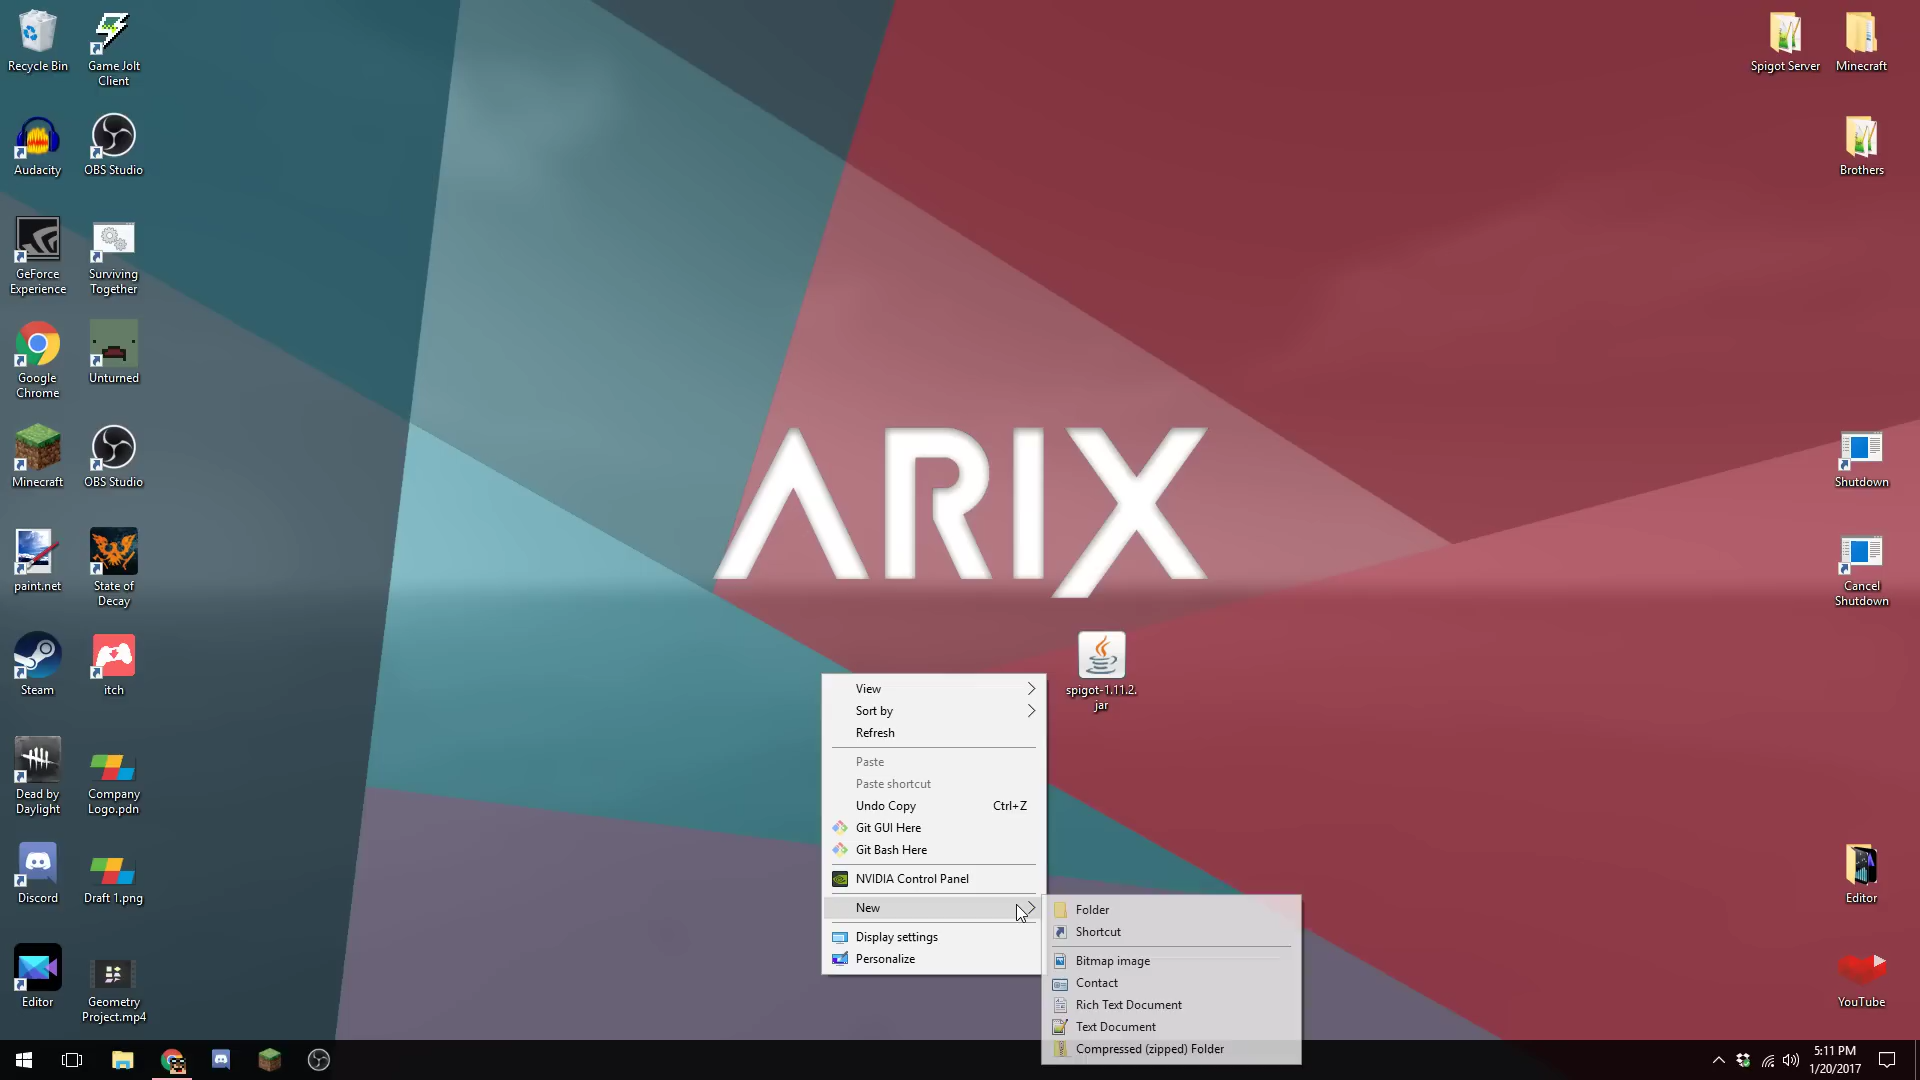 Recycle Bin
Game Jolt
Client
Audacity
OBS Studio
GeForce
Experience
Surviving
Together
Google
Chrome
Unturned
Minecraft
OBS Studio
paint.net
State of
Decay
Steam
itch
Dead by
Daylight
Company
Logo.pdn
Discord
Draft 1.png
Editor
Geometry
Project.mp4
ARIX
spigot-1.11.2.
jar
View
Sort by
Refresh
Paste
Paste shortcut
Undo Copy Ctrl+Z
Git GUI Here
Git Bash Here
NVIDIA Control Panel
New
Display settings
Personalize
Folder
Shortcut
Bitmap image
Contact
Rich Text Document
Text Document
Compressed (zipped) Folder
Spigot Server
Minecraft
Brothers
Shutdown
Cancel
Shutdown
Editor
YouTube
5:11 PM
1/20/2017